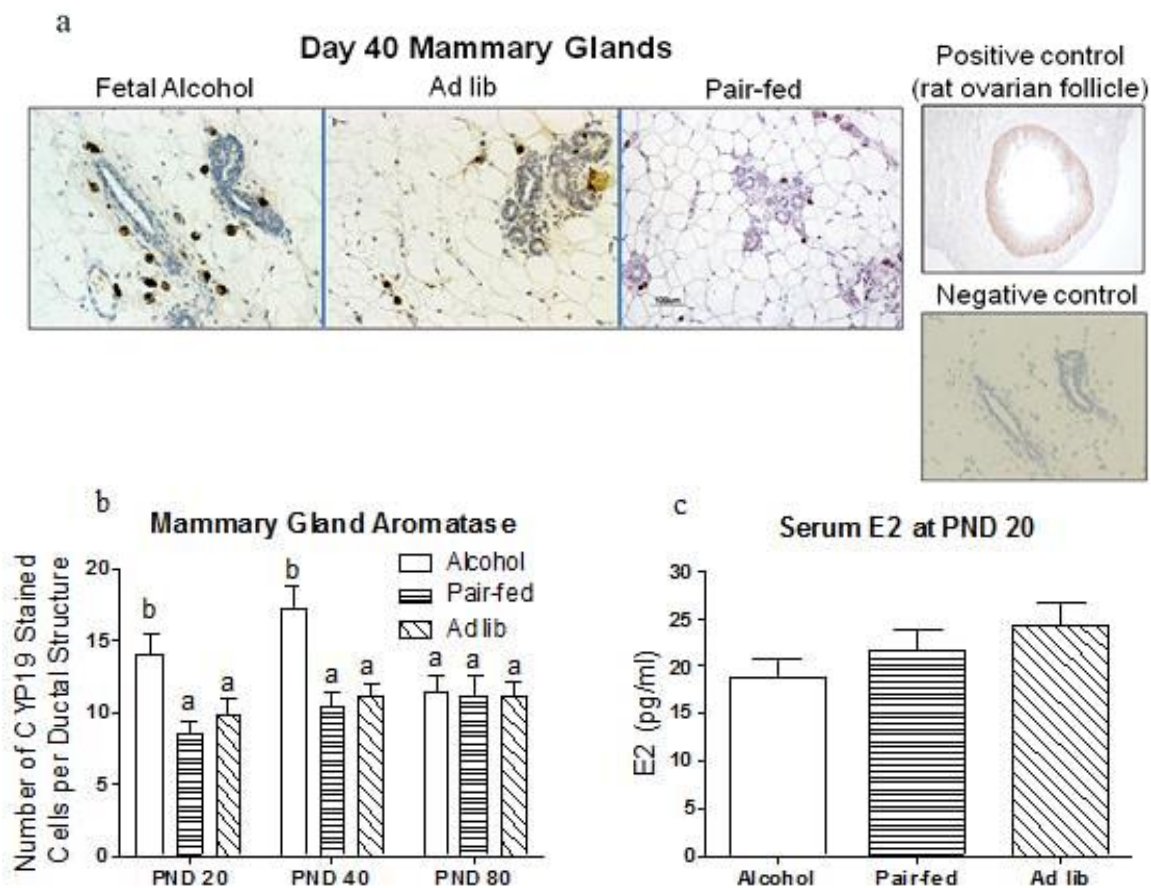 a
Day 40 Mammary Glands
Fetal Alcohol
Ad lib
Pair-fed
Positive control
(rat ovarian follicle)
100um
Negative control
b
Mammary Gland Aromatase
Number of CYP19 Stained
Cells per Ductal Structure
20
15
10
5
0
b
a
a
b
a
a
a
a
a
Alcohol
Pair-fed
Ad lib
PND 20
PND 40
PND 80
c
Serum E2 at PND 20
E2 (pg/ml)
30
25
20
15
10
5
0
Alcohol
Pair-fed
Ad lib